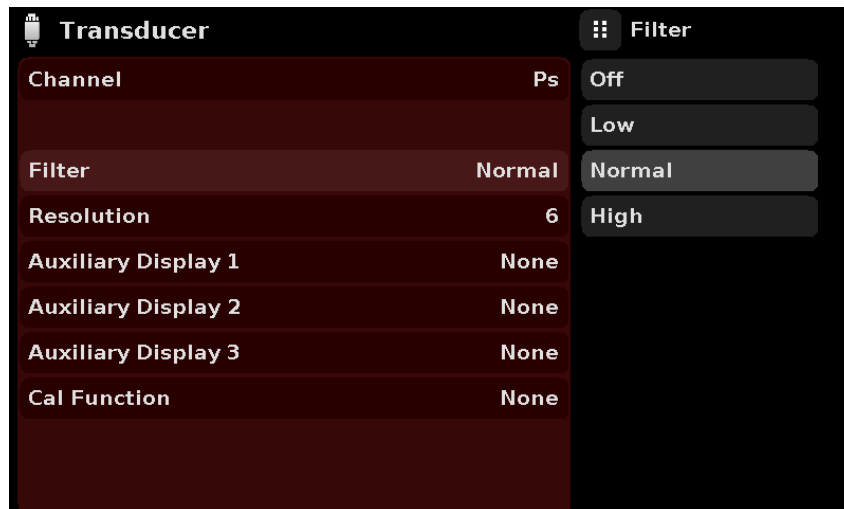 Transducer
Channel Ps
Filter Normal
Resolution 6
Auxiliary Display 1 None
Auxiliary Display 2 None
Auxiliary Display 3 None
Cal Function None
Filter
Off
Low
Normal
High